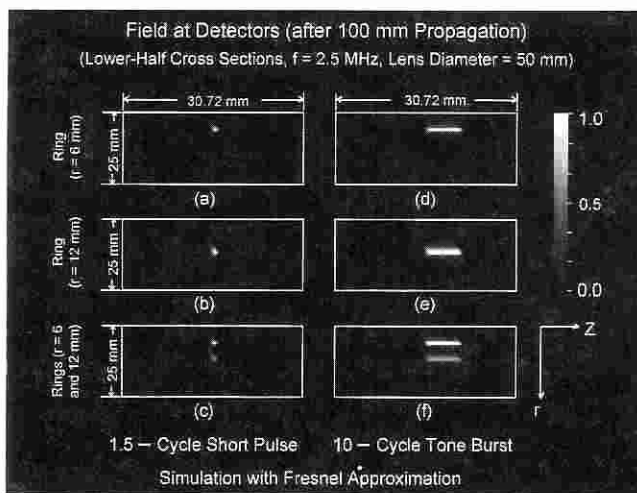 Field at Detectors (after 100 mm Propagation)
(Lower-Half Cross Sections, f = 2.5 MHz, Lens Diameter = 50 mm)
30.72 mm
30.72 mm
Ring
(r = 6 mm)
25 mm
(a)
(d)
1.0
0.5
0.0
Ring
(r = 12 mm)
25 mm
(b)
(e)
Rings (r = 6
and 12 mm)
25 mm
(c)
(f)
Z
r
1.5 – Cycle Short Pulse
10 – Cycle Tone Burst
Simulation with Fresnel Approximation